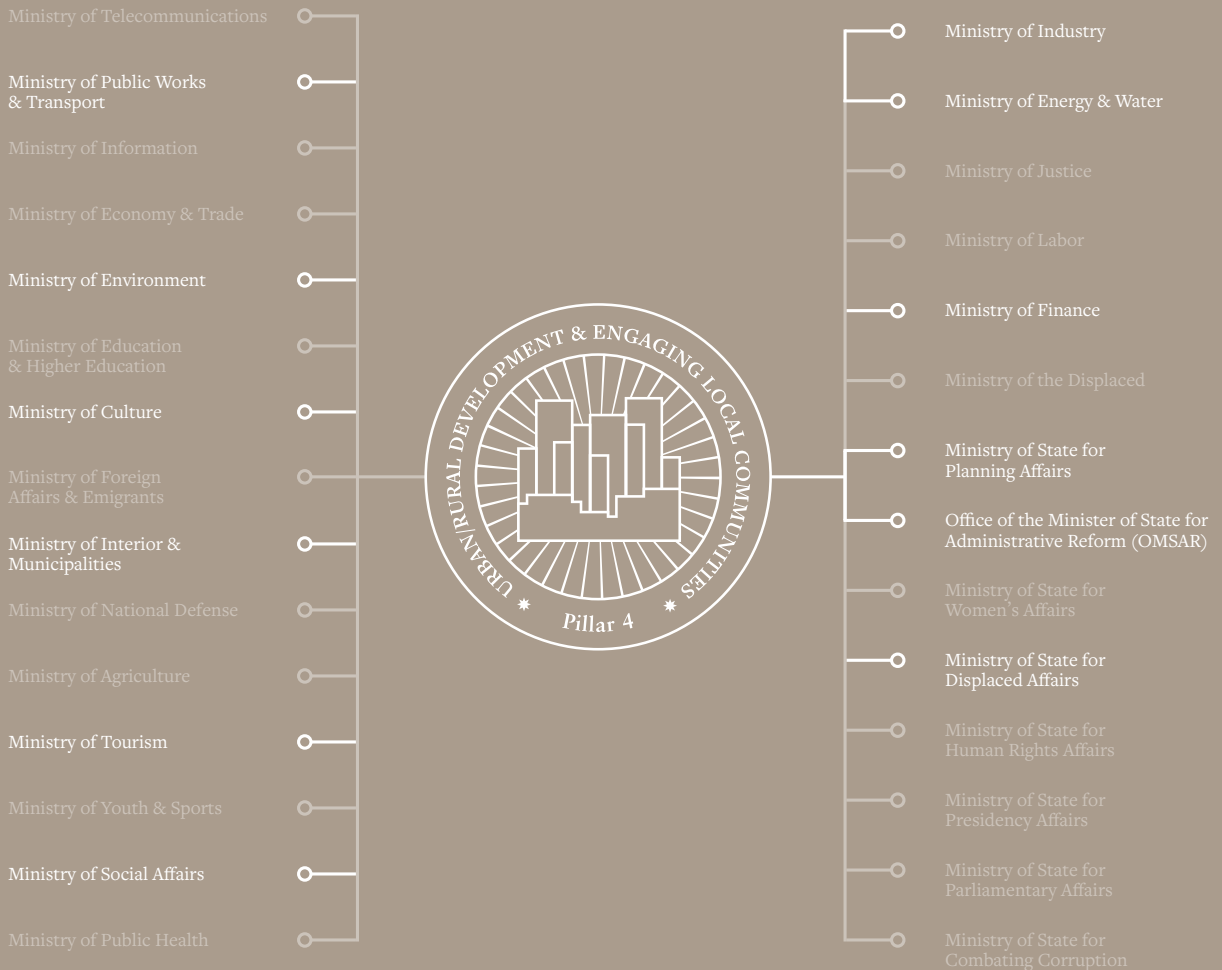 Ministry of Telecommunications
Ministry of Public Works
& Transport
Ministry of Information
Ministry of Economy & Trade
Ministry of Environment
Ministry of Education
& Higher Education
Ministry of Culture
Ministry of Foreign
Affairs & Emigrants
Ministry of Interior &
Municipalities
Ministry of National Defense
Ministry of Agriculture
Ministry of Tourism
Ministry of Youth & Sports
Ministry of Social Affairs
Ministry of Public Health
URBAN/RURAL DEVELOPMENT & ENGAGING LOCAL COMMUNITIES
Pillar 4
Ministry of Industry
Ministry of Energy & Water
Ministry of Justice
Ministry of Labor
Ministry of Finance
Ministry of the Displaced
Ministry of State for
Planning Affairs
Office of the Minister of State for
Administrative Reform (OMSAR)
Ministry of State for
Women's Affairs
Ministry of State for
Displaced Affairs
Ministry of State for
Human Rights Affairs
Ministry of State for
Presidency Affairs
Ministry of State for
Parliamentary Affairs
Ministry of State for
Combating Corruption